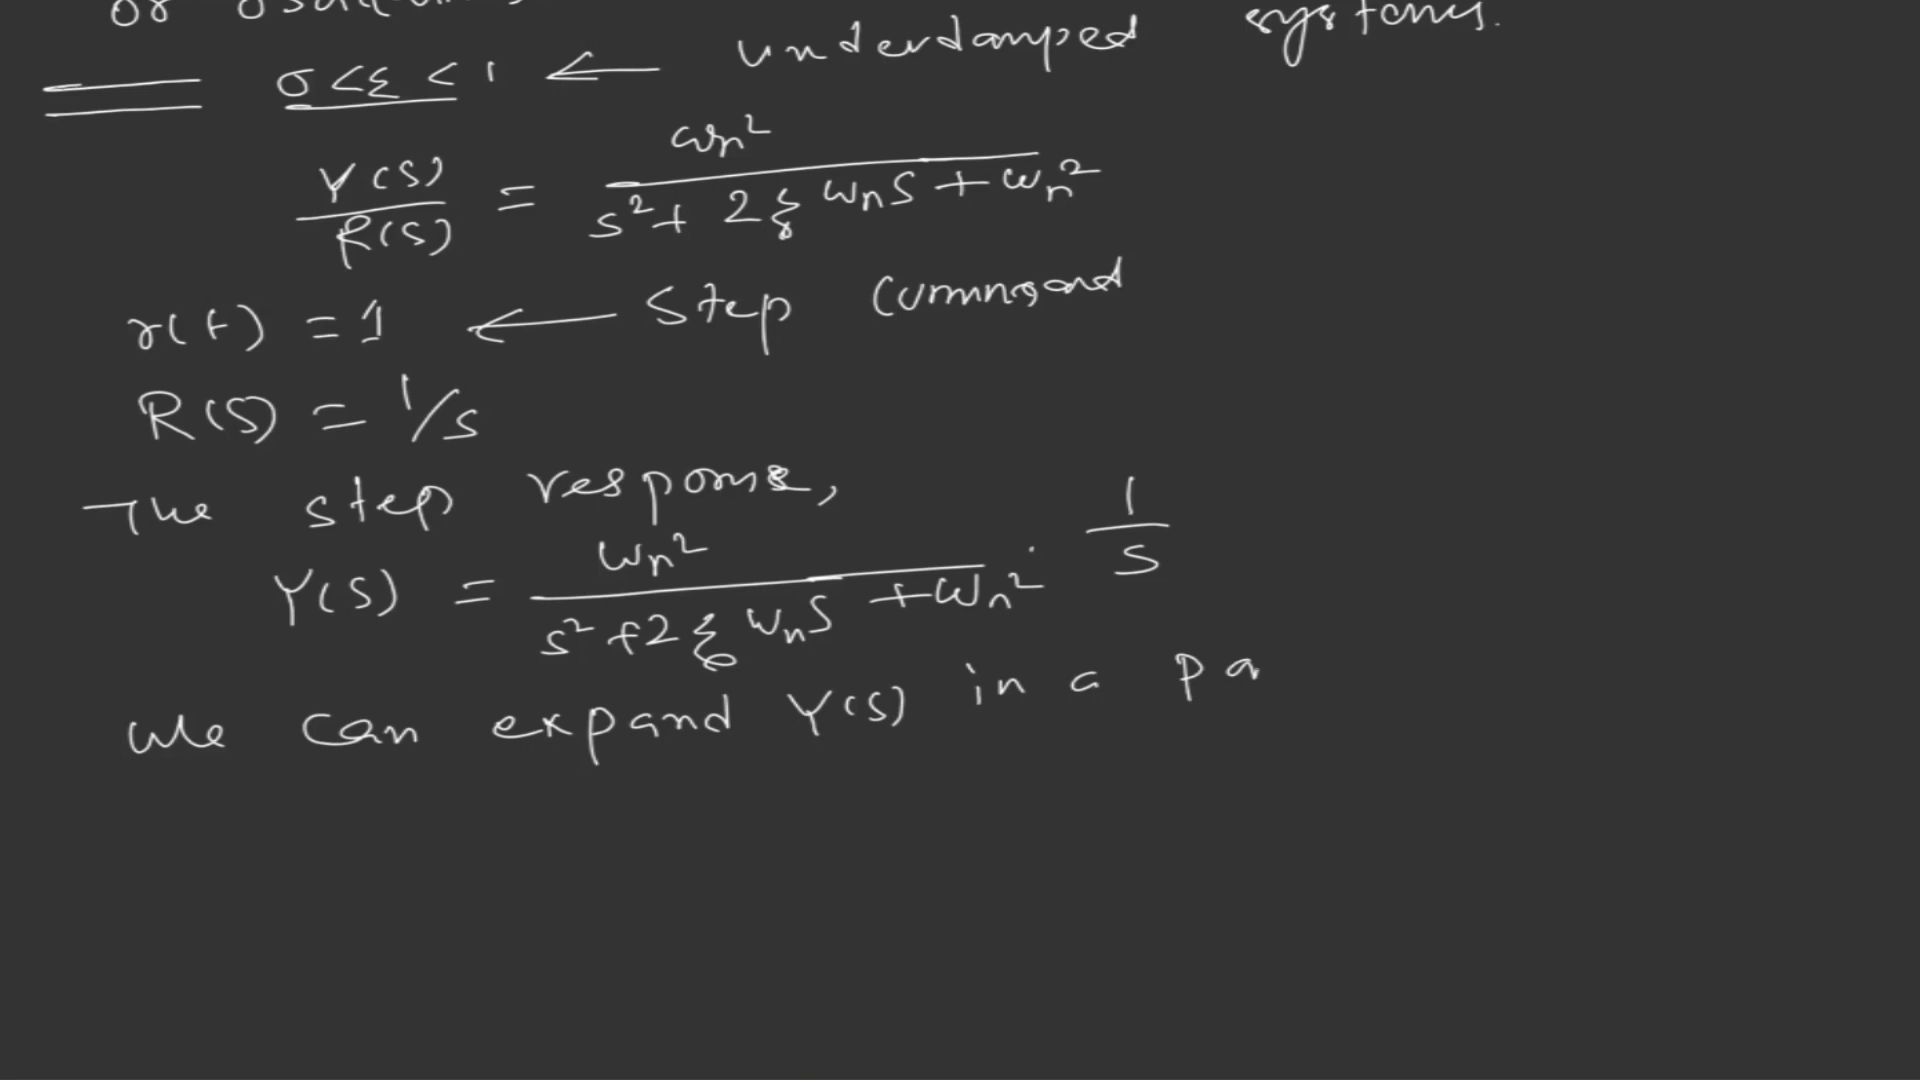 or
0 < ξ < 1 ← underdamped systems.
Y(s)/R(s) = ωn²/(s² + 2ξωns + ωn²)
r(t) = 1 ← step command
R(s) = 1/s
The step response,
Y(s) = ωn²/(s² + 2ξωns + ωn²) · 1/s
We can expand Y(s) in a pa